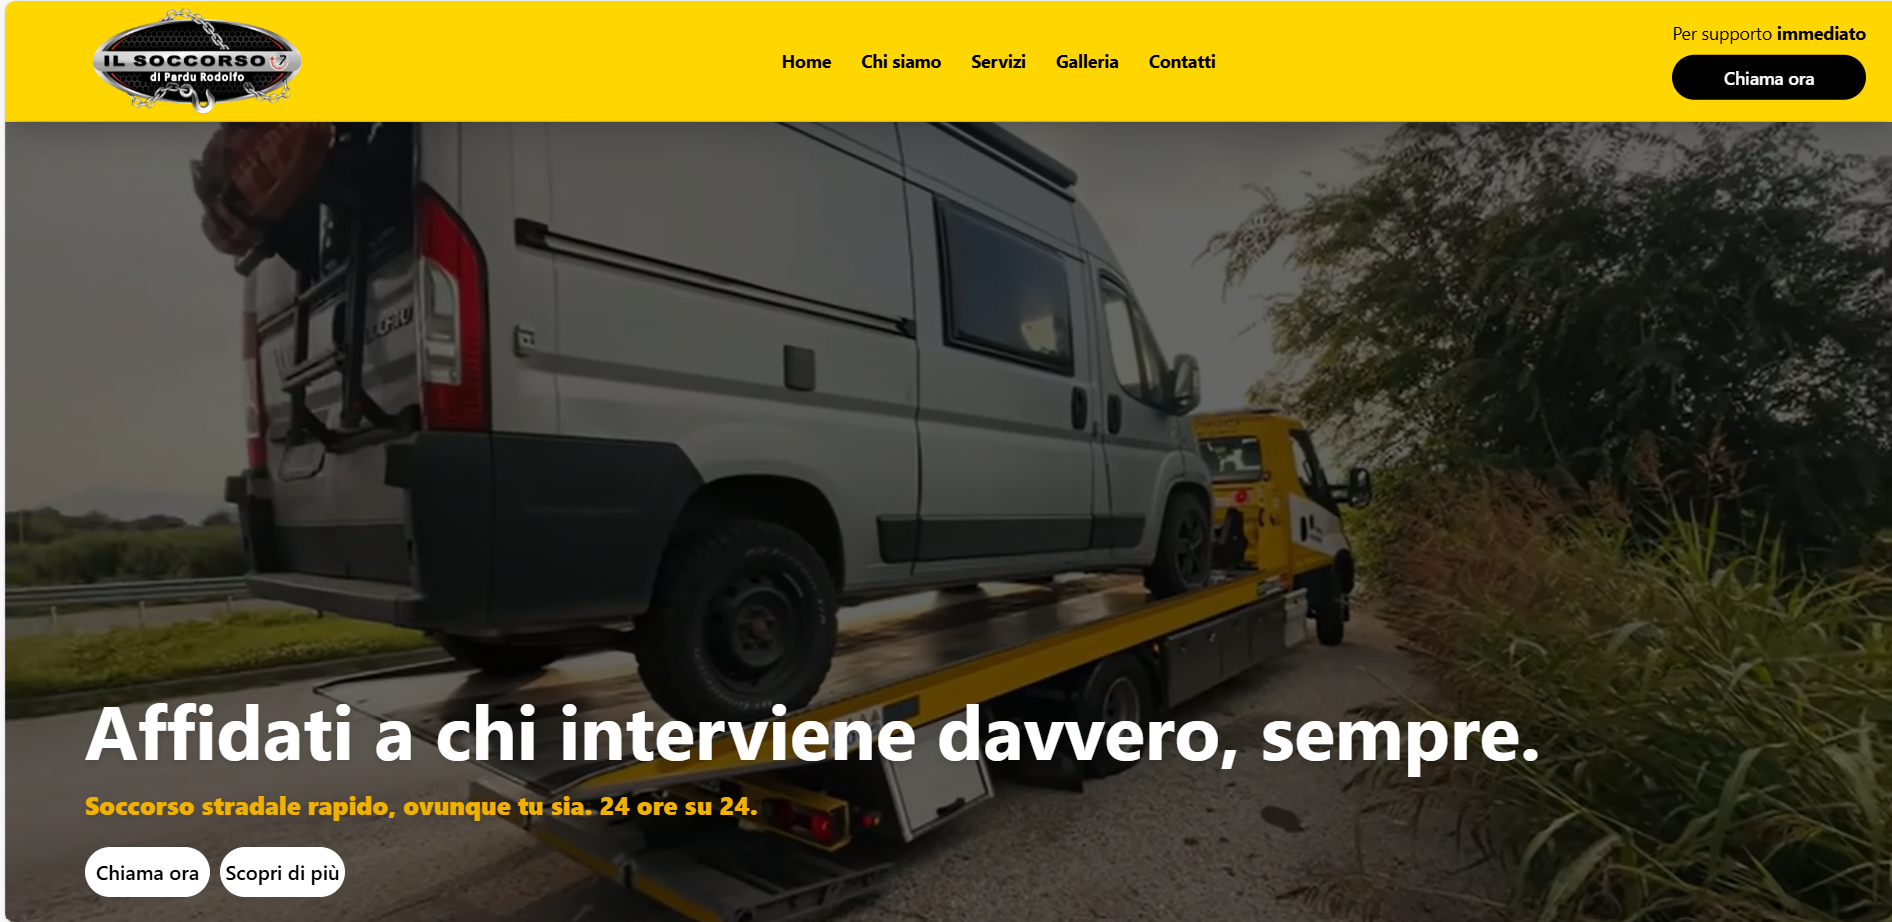 IL SOCCORSO
di Pardu Rodolfo
Home Chi siamo Servizi Galleria Contatti
Per supporto immediato
Chiama ora
Affidati a chi interviene davvero, sempre.
Soccorso stradale rapido, ovunque tu sia. 24 ore su 24.
Chiama ora Scopri di più